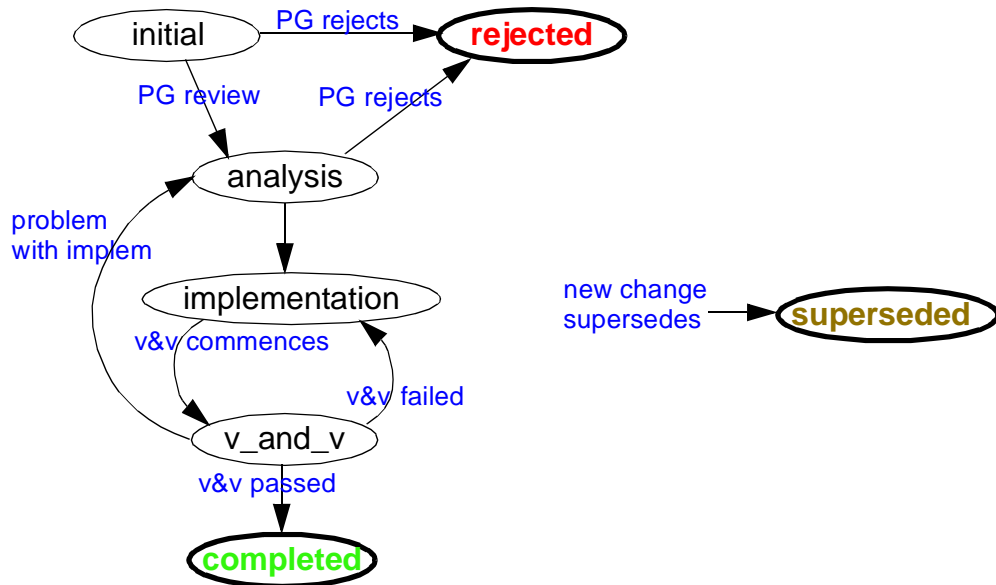 initial
PG rejects
rejected
PG review
PG rejects
analysis
problem
with implem
implementation
new change
supersedes
superseded
v&v commences
v&v failed
v_and_v
v&v passed
completed